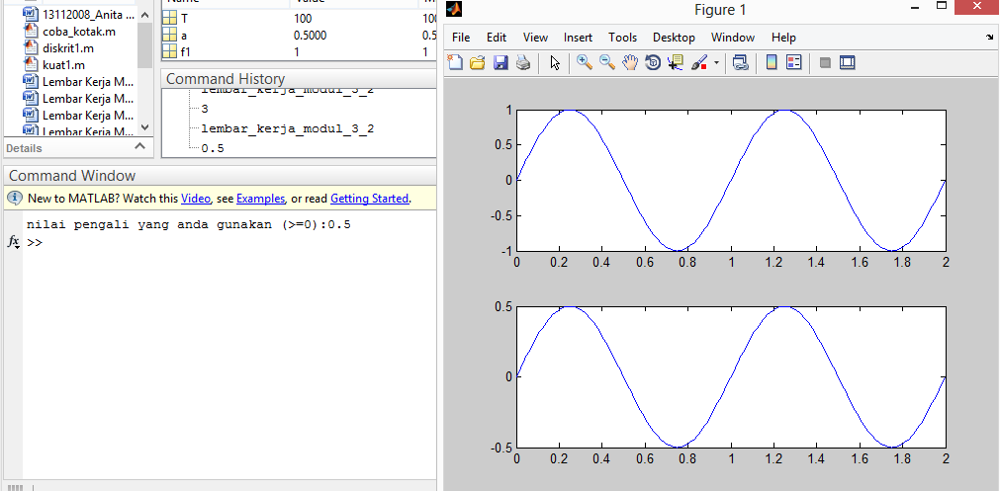 13112008_Anita ...
coba_kotak.m
diskrit1.m
kuat1.m
Lembar Kerja M...
Lembar Kerja M...
Lembar Kerja M...
Lembar Kerja M...
Details
Name Value
T 100 100
a 0.5000 0.5
f1 1 1
Command History
lembar_kerja_modul_3_2
3
lembar_kerja_modul_3_2
0.5
Command Window
New to MATLAB? Watch this Video, see Examples, or read Getting Started.
nilai pengali yang anda gunakan (>=0):0.5
fx >>
Figure 1
File Edit View Insert Tools Desktop Window Help
1
0.5
0
-0.5
-1
0 0.2 0.4 0.6 0.8 1 1.2 1.4 1.6 1.8 2
0.5
0
-0.5
0 0.2 0.4 0.6 0.8 1 1.2 1.4 1.6 1.8 2